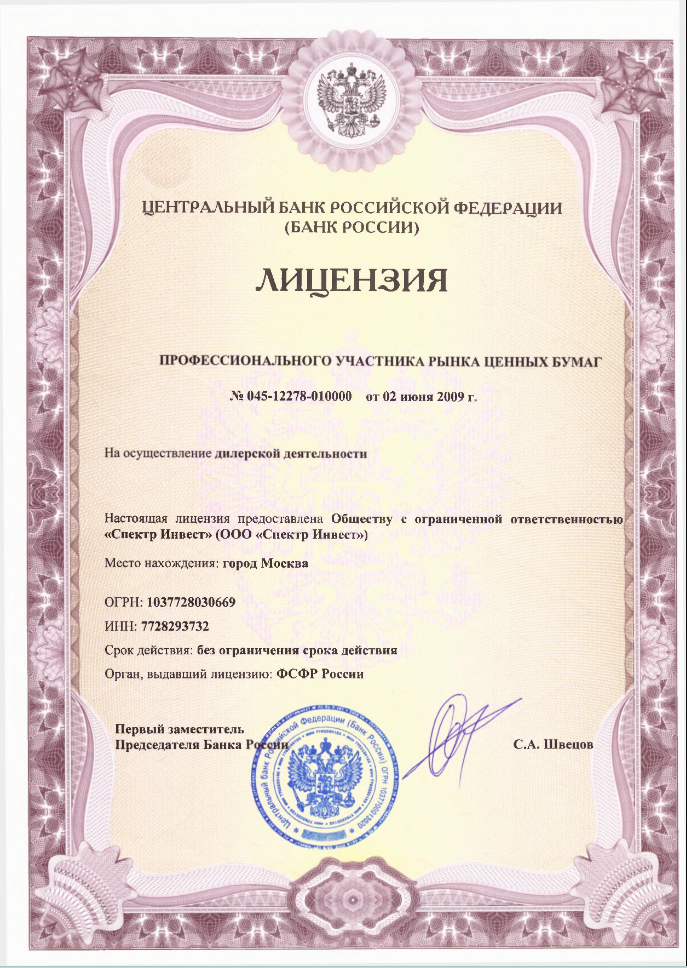 ЦЕНТРАЛЬНЫЙ БАНК РОССИЙСКОЙ ФЕДЕРАЦИИ
(БАНК РОССИИ)
ЛИЦЕНЗИЯ
ПРОФЕССИОНАЛЬНОГО УЧАСТНИКА РЫНКА ЦЕННЫХ БУМАГ
№ 045-12278-010000 от 02 июня 2009 г.
На осуществление дилерской деятельности
Настоящая лицензия предоставлена Обществу с ограниченной ответственностью
«Спектр Инвест» (ООО «Спектр Инвест»)
Место нахождения: город Москва
ОГРН: 1037728030669
ИНН: 7728293732
Срок действия: без ограничения срока действия
Орган, выдавший лицензию: ФСФР России
Первый заместитель
Председателя Банка России
С.А. Швецов
Центральный банк Российской Федерации (Банк России)